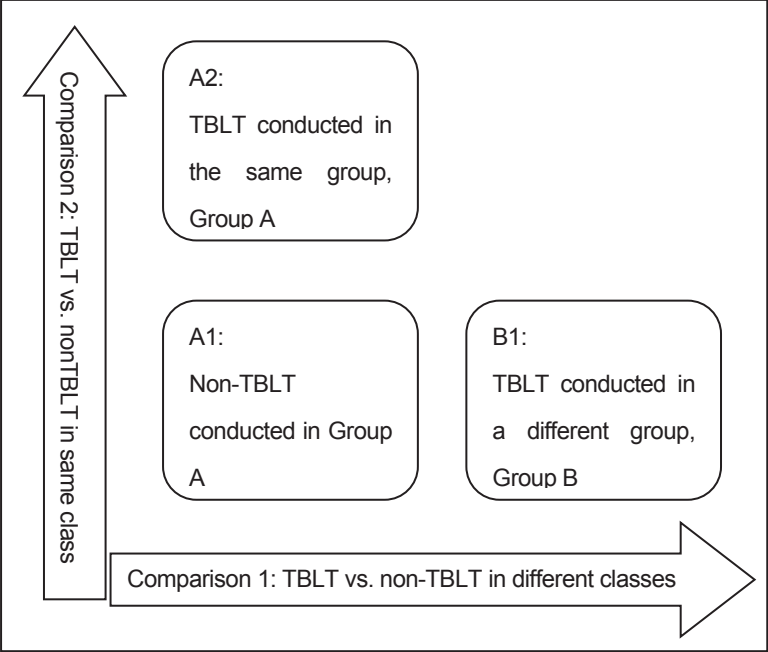 Comparison 2: TBLT vs. nonTBLT in same class
A2:
TBLT conducted in
the same group,
Group A
A1:
Non-TBLT
conducted in Group
A
B1:
TBLT conducted in
a different group,
Group B
Comparison 1: TBLT vs. non-TBLT in different classes